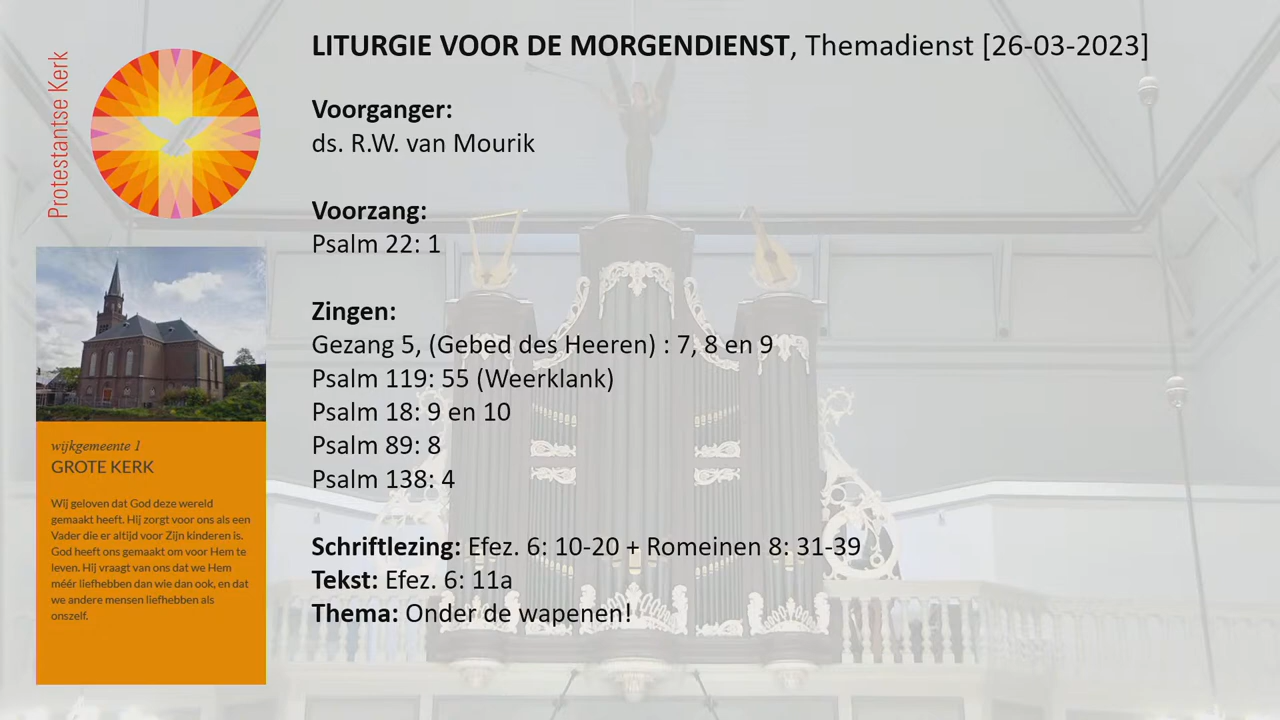 Protestantse Kerk
LITURGIE VOOR DE MORGENDIENST, Themadienst [26-03-2023]
Voorganger:
ds. R.W. van Mourik
Voorzang:
Psalm 22: 1
Zingen:
Gezang 5, (Gebed des Heeren) : 7, 8 en 9
Psalm 119: 55 (Weerklank)
Psalm 18: 9 en 10
Psalm 89: 8
Psalm 138: 4
Schriftlezing: Efez. 6: 10-20 + Romeinen 8: 31-39
Tekst: Efez. 6: 11a
Thema: Onder de wapenen!
wijkgemeente 1
GROTE KERK
Wij geloven dat God deze wereld
gemaakt heeft. Hij zorgt voor ons als een
Vader die er altijd voor Zijn kinderen is.
God heeft ons gemaakt om voor Hem te
leven. Hij vraagt van ons dat we Hem
méér liefhebben dan wie dan ook, en dat
we andere mensen liefhebben als
onszelf.